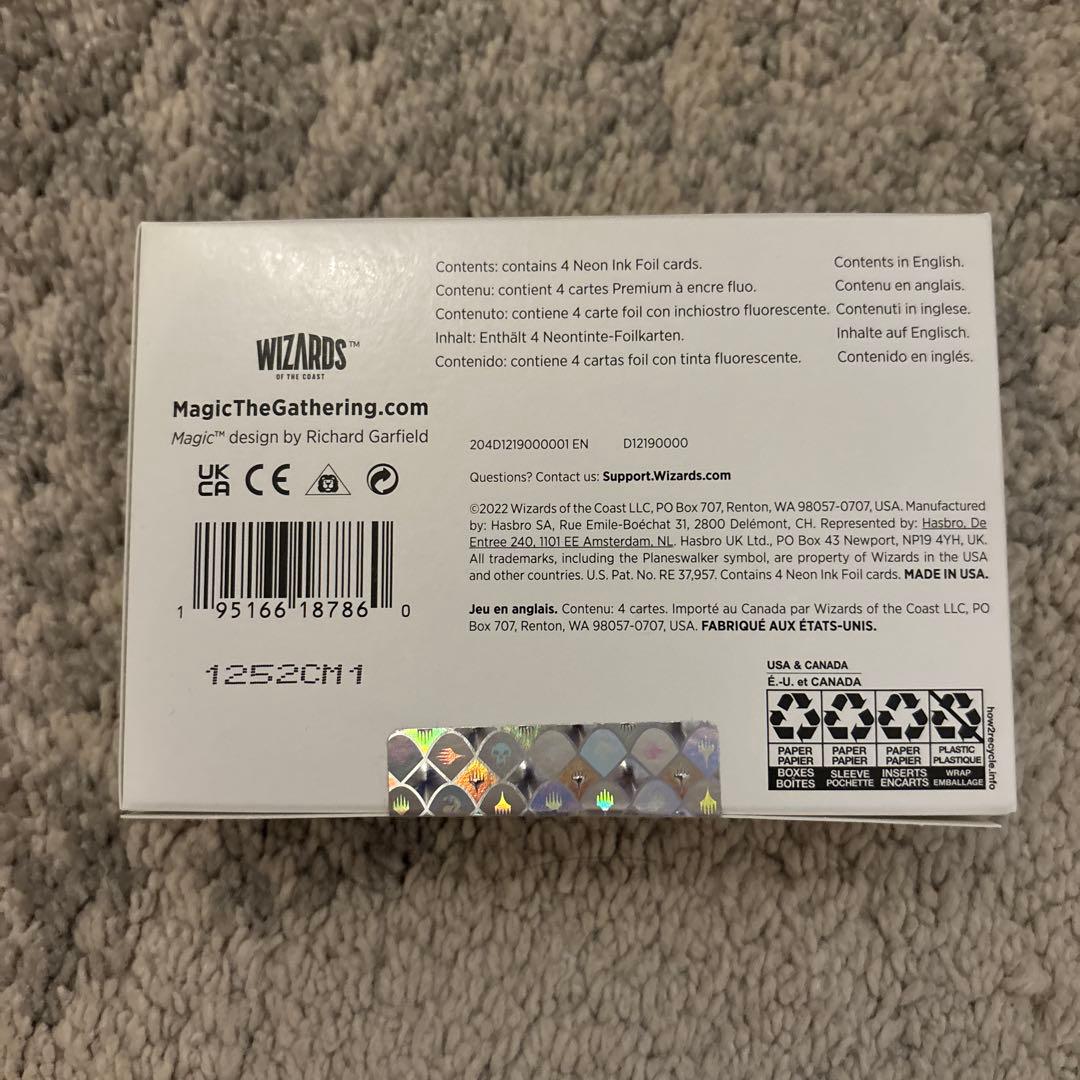 Contents: contains 4 Neon Ink Foil cards.
Contenu: contient 4 cartes Premium à encre fluo.
Contenuto: contiene 4 carte foil con inchiostro fluorescente.
Inhalt: Enthält 4 Neontinte-Foilkarten.
Contenido: contiene 4 cartas foil con tinta fluorescente.
Contents in English.
Contenu en anglais.
Contenuti in inglese.
Inhalte auf Englisch.
Contenido en inglés.
WIZARDS™
OF THE COAST
MagicTheGathering.com
Magic™ design by Richard Garfield
UK
CA CE
1 95166 18786 0
1252CM1
204D1219000001 EN D12190000
Questions? Contact us: Support.Wizards.com
©2022 Wizards of the Coast LLC, PO Box 707, Renton, WA 98057-0707, USA. Manufactured
by: Hasbro SA, Rue Emile-Boéchat 31, 2800 Delémont, CH. Represented by: Hasbro, De
Entree 240, 1101 EE Amsterdam, NL. Hasbro UK Ltd., PO Box 43 Newport, NP19 4YH, UK.
All trademarks, including the Planeswalker symbol, are property of Wizards in the USA
and other countries. U.S. Pat. No. RE 37,957. Contains 4 Neon Ink Foil cards. MADE IN USA.
Jeu en anglais. Contenu: 4 cartes. Importé au Canada par Wizards of the Coast LLC, PO
Box 707, Renton, WA 98057-0707, USA. FABRIQUÉ AUX ÉTATS-UNIS.
USA & CANADA
É.-U. et CANADA
PAPER PAPER PAPER PLASTIC
PAPIER PAPIER PAPIER PLASTIQUE
BOXES SLEEVE INSERTS WRAP
BOÎTES POCHETTE ENCARTS EMBALLAGE
how2recycle.info